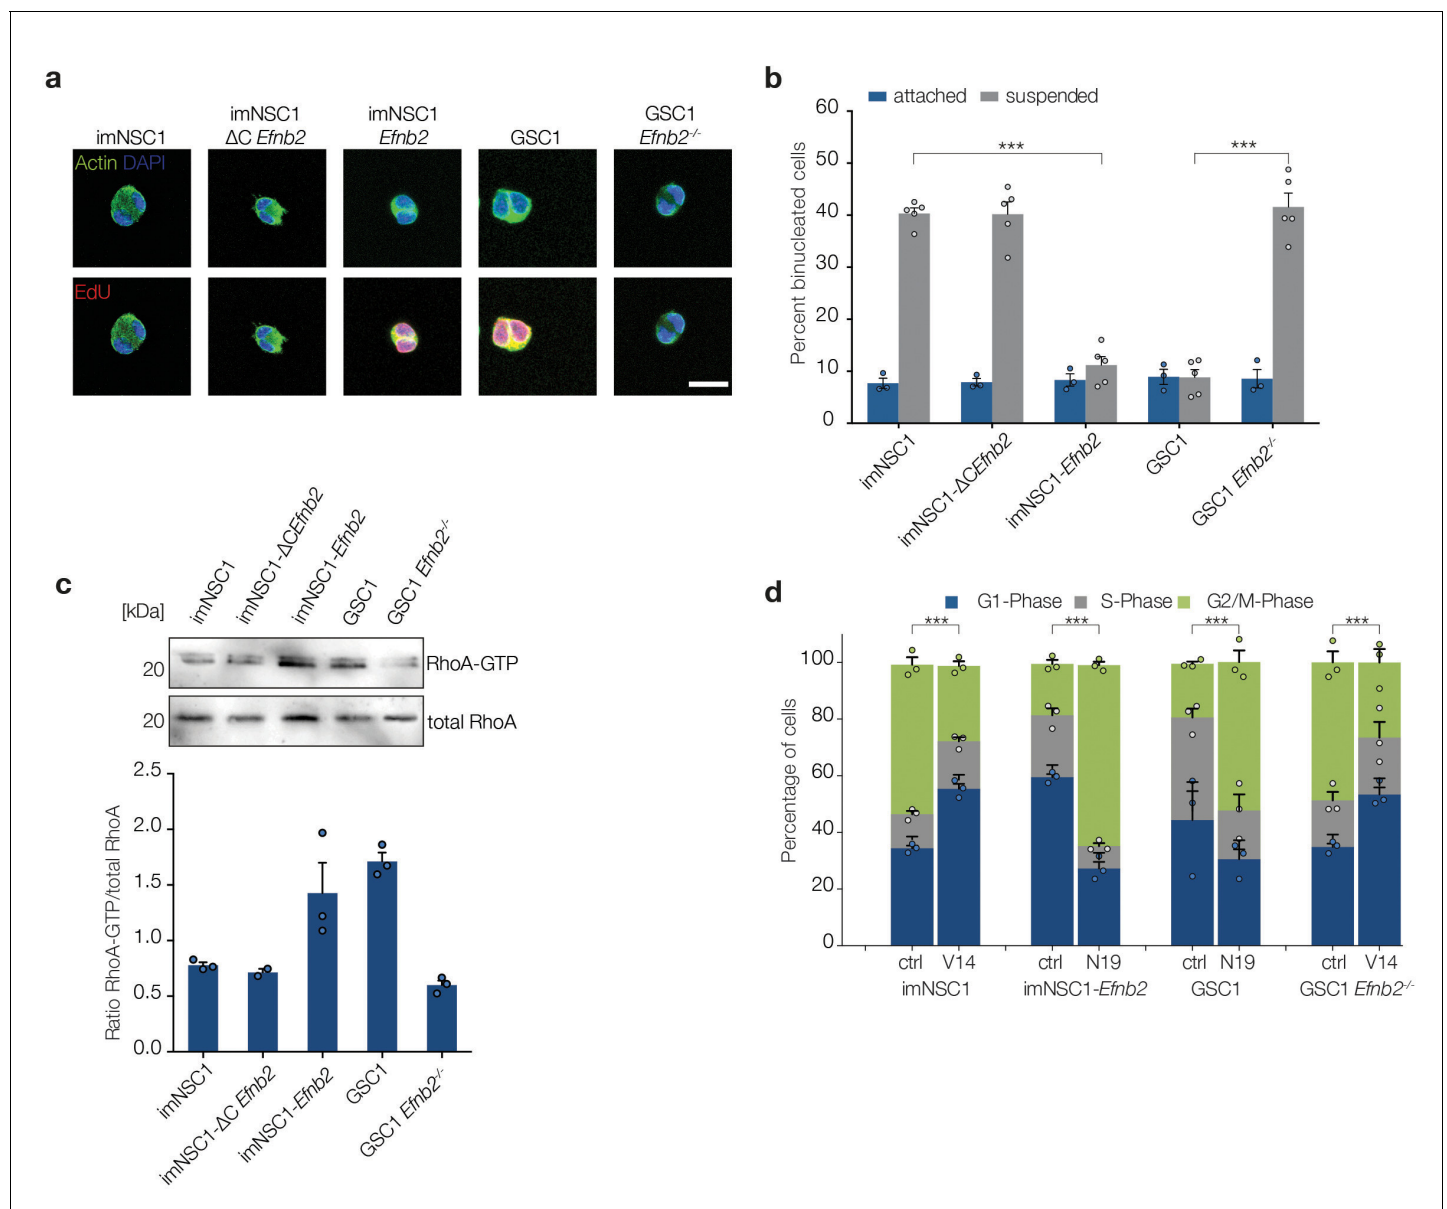 a
imNSC1
imNSC1
ΔC Efnb2
imNSC1
Efnb2
GSC1
GSC1
Efnb2-/-
Actin DAPI
EdU
b
attached suspended
Percent binucleated cells
60
50
40
30
20
10
0
***
***
imNSC1
imNSC1-ΔCEfnb2
imNSC1-Efnb2
GSC1
GSC1 Efnb2-/-
c
imNSC1
imNSC1-ΔCEfnb2
imNSC1-Efnb2
GSC1
GSC1 Efnb2-/-
[kDa]
20
RhoA-GTP
20
total RhoA
Ratio RhoA-GTP/total RhoA
2.5
2.0
1.5
1.0
0.5
0.0
imNSC1
imNSC1-ΔC Efnb2
imNSC1-Efnb2
GSC1
GSC1 Efnb2-/-
d
G1-Phase S-Phase G2/M-Phase
*** *** *** ***
Percentage of cells
100
80
60
40
20
0
ctrl V14 ctrl N19 ctrl N19 ctrl V14
imNSC1 imNSC1-Efnb2 GSC1 GSC1 Efnb2-/-